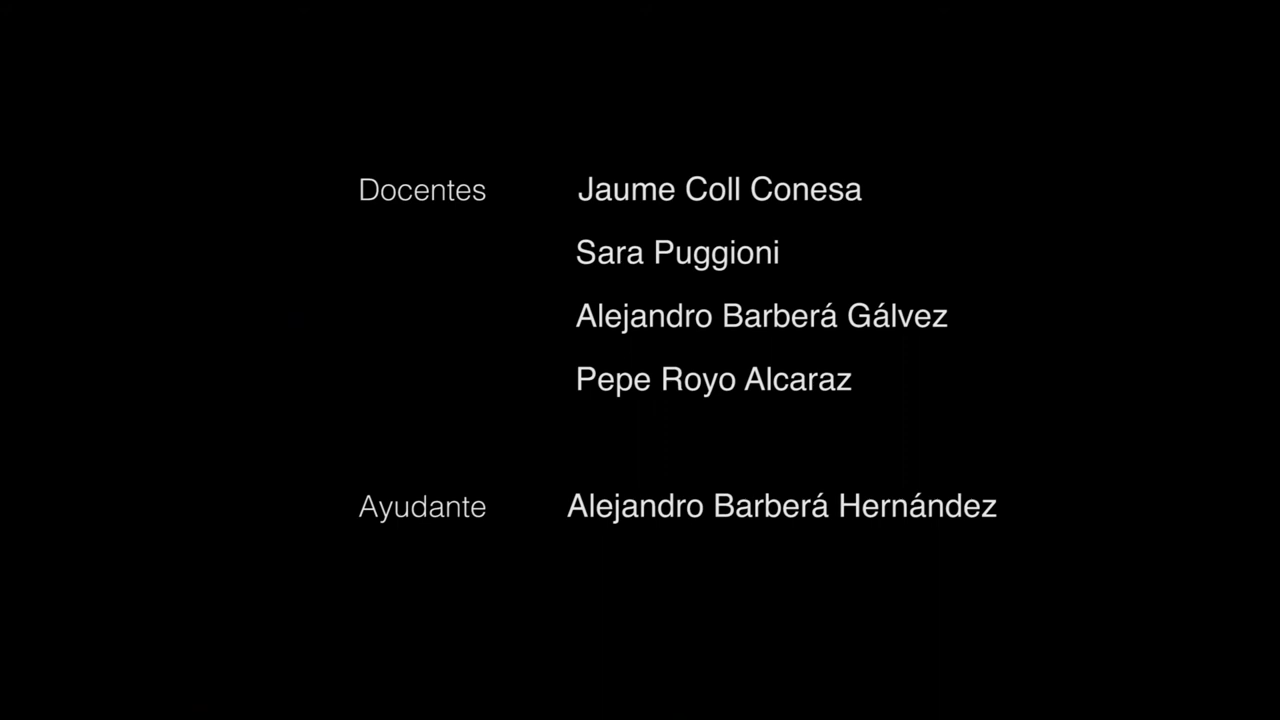 Docentes Jaume Coll Conesa
Sara Puggioni
Alejandro Barberá Gálvez
Pepe Royo Alcaraz
Ayudante Alejandro Barberá Hernández